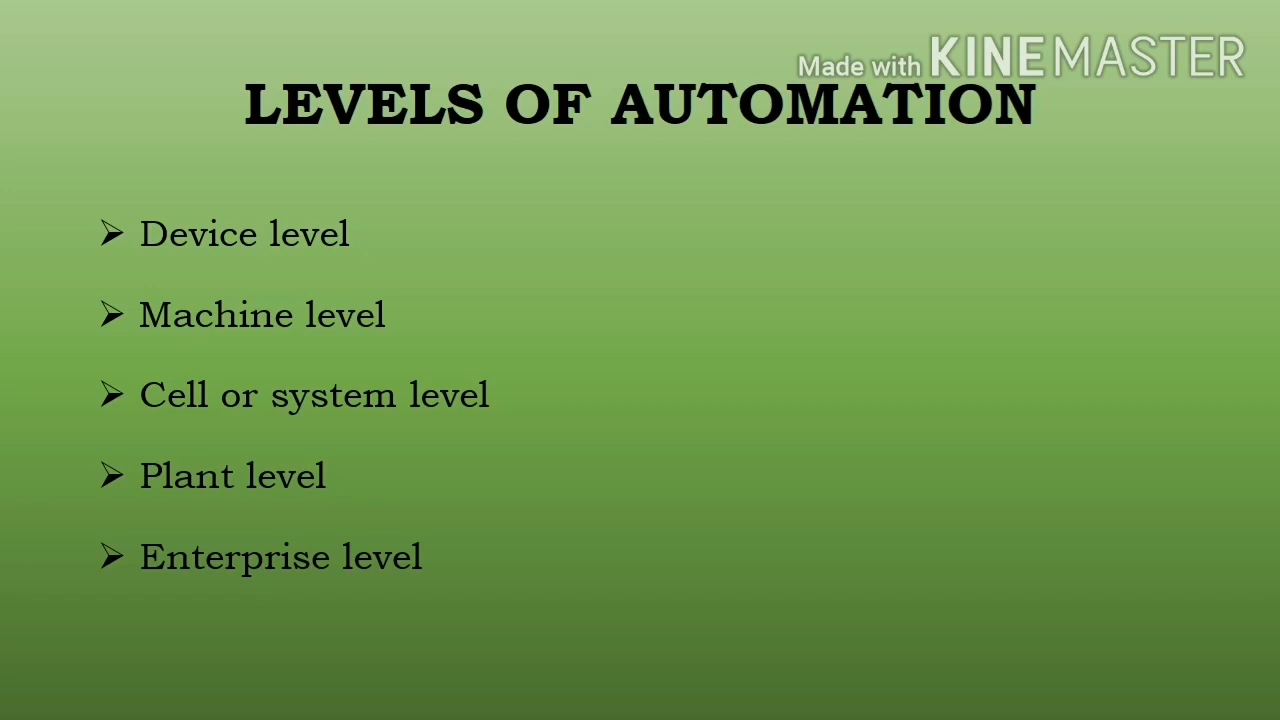 Made with KINEMASTER
LEVELS OF AUTOMATION
Device level
Machine level
Cell or system level
Plant level
Enterprise level